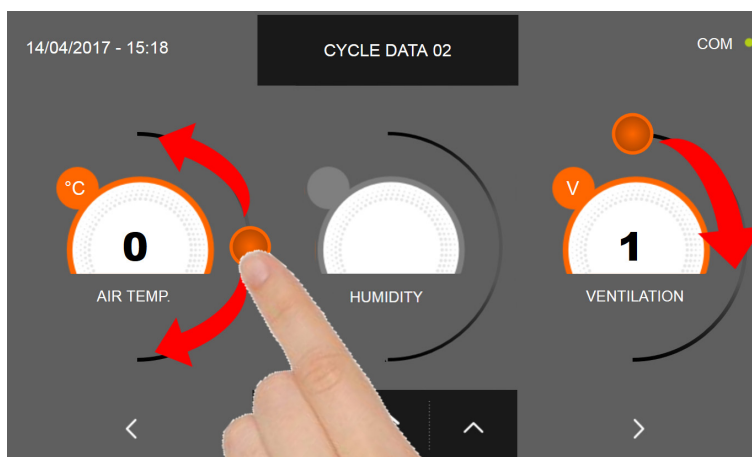 14/04/2017 - 15:18
CYCLE DATA 02
COM
°C
V
0
1
AIR TEMP.
HUMIDITY
VENTILATION